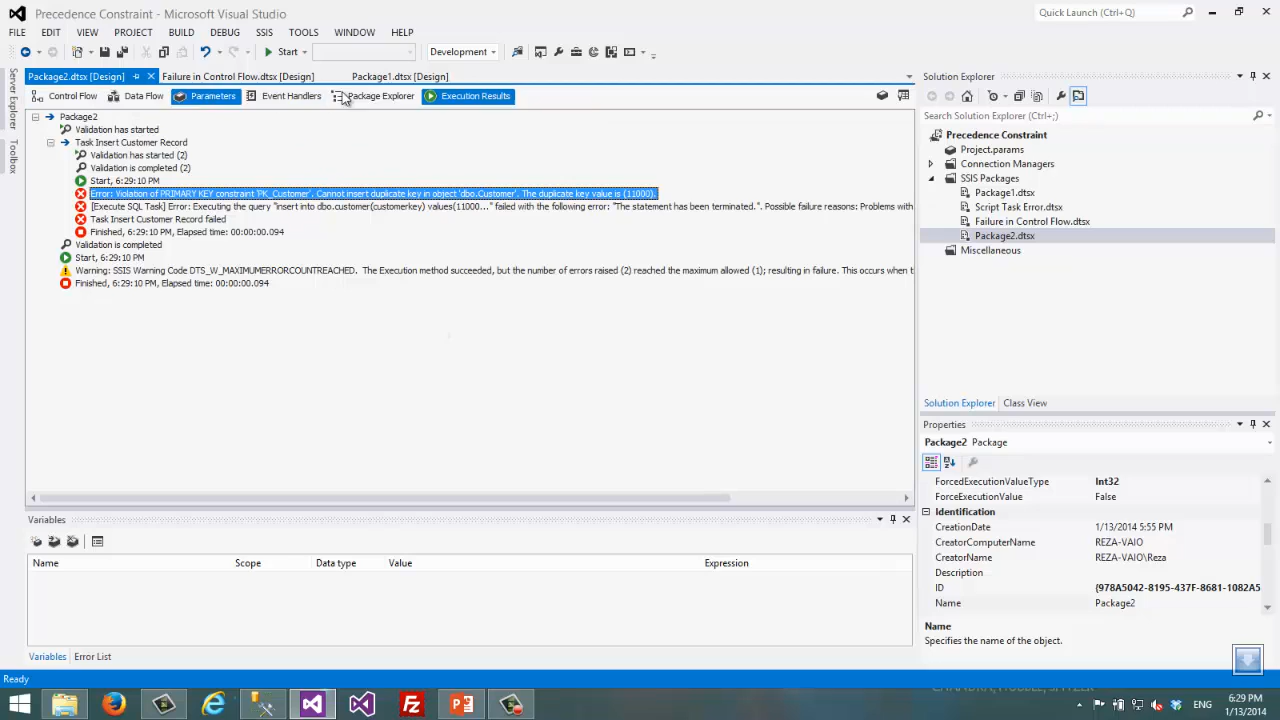 Precedence Constraint - Microsoft Visual Studio
Quick Launch (Ctrl+Q)
FILE EDIT VIEW PROJECT BUILD DEBUG SSIS TOOLS WINDOW HELP
Start Development
Server Explorer
Toolbox
Package2.dtsx [Design] Failure in Control Flow.dtsx [Design] Package1.dtsx [Design]
Control Flow Data Flow Parameters Event Handlers Package Explorer Execution Results
Package2
Validation has started
Task Insert Customer Record
Validation has started (2)
Validation is completed (2)
Start, 6:29:10 PM
Error: Violation of PRIMARY KEY constraint 'PK_Customer'. Cannot insert duplicate key in object 'dbo.Customer'. The duplicate key value is (11000).
[Execute SQL Task] Error: Executing the query "insert into dbo.customer(customerkey) values(11000..." failed with the following error: "The statement has been terminated.". Possible failure reasons: Problems with
Task Insert Customer Record failed
Finished, 6:29:10 PM, Elapsed time: 00:00:00.094
Validation is completed
Start, 6:29:10 PM
Warning: SSIS Warning Code DTS_W_MAXIMUMERRORCOUNTREACHED. The Execution method succeeded, but the number of errors raised (2) reached the maximum allowed (1); resulting in failure. This occurs when t
Finished, 6:29:10 PM, Elapsed time: 00:00:00.094
Variables
Name Scope Data type Value Expression
Variables Error List
Solution Explorer
Search Solution Explorer (Ctrl+;)
Precedence Constraint
Project.params
Connection Managers
SSIS Packages
Package1.dtsx
Script Task Error.dtsx
Failure in Control Flow.dtsx
Package2.dtsx
Miscellaneous
Solution Explorer Class View
Properties
Package2 Package
ForcedExecutionValueType Int32
ForceExecutionValue False
Identification
CreationDate 1/13/2014 5:55 PM
CreatorComputerName REZA-VAIO
CreatorName REZA-VAIO\Reza
Description
ID {978A5042-8195-437F-8681-1082A5
Name Package2
Name
Specifies the name of the object.
Ready
6:29 PM
1/13/2014